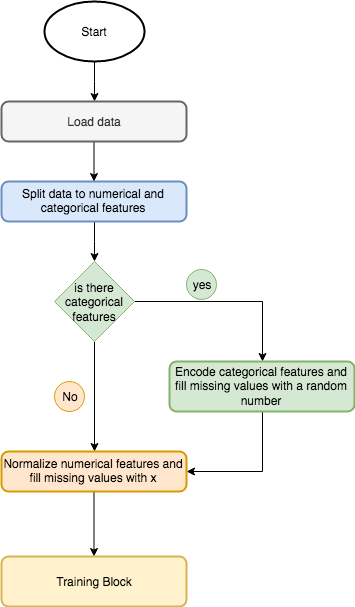 Start
Load data
Split data to numerical and
categorical features
is there
categorical
features
yes
Encode categorical features and
fill missing values with a random
number
No
Normalize numerical features and
fill missing values with x
Training Block